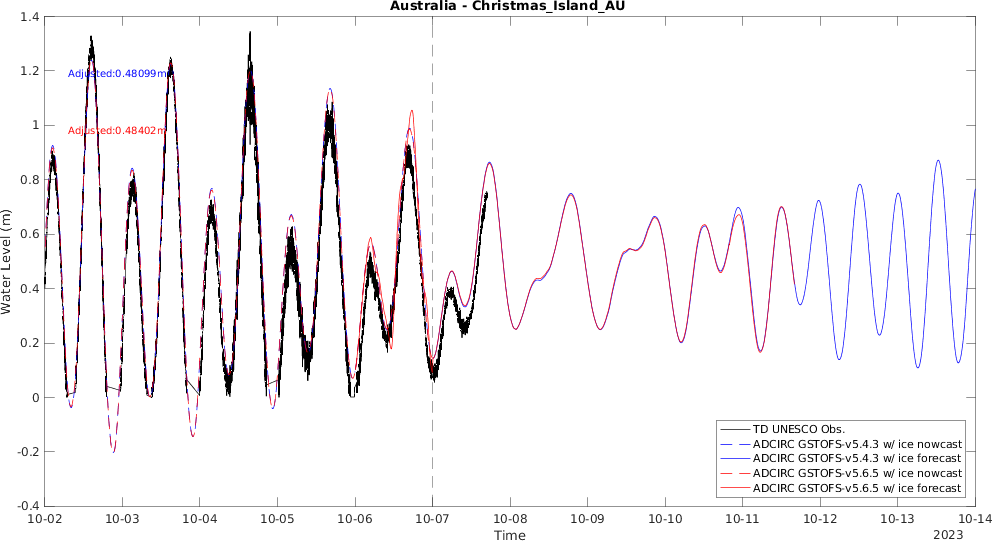 Australia - Christmas_Island_AU
1.4
1.2
1
0.8
0.6
0.4
0.2
0
-0.2
-0.4
Water Level (m)
Adjusted:0.48099m
Adjusted:0.48402m
TD UNESCO Obs.
ADCIRC GSTOFS-v5.4.3 w/ ice nowcast
ADCIRC GSTOFS-v5.4.3 w/ ice forecast
ADCIRC GSTOFS-v5.6.5 w/ ice nowcast
ADCIRC GSTOFS-v5.6.5 w/ ice forecast
10-02 10-03 10-04 10-05 10-06 10-07 10-08 10-09 10-10 10-11 10-12 10-13 10-14
Time
2023